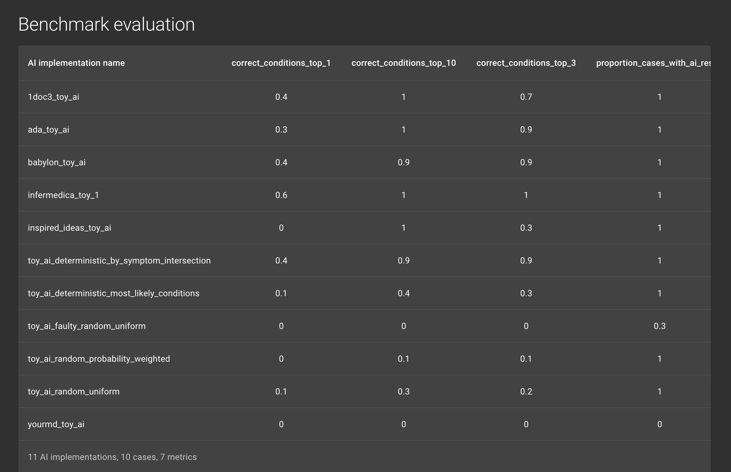 Benchmark evaluation
AI implementation name correct_conditions_top_1 correct_conditions_top_10 correct_conditions_top_3 proportion_cases_with_ai_res
1doc3_toy_ai 0.4 1 0.7 1
ada_toy_ai 0.3 1 0.9 1
babylon_toy_ai 0.4 0.9 0.9 1
infermedica_toy_1 0.6 1 1 1
inspired_ideas_toy_ai 0 1 0.3 1
toy_ai_deterministic_by_symptom_intersection 0.4 0.9 0.9 1
toy_ai_deterministic_most_likely_conditions 0.1 0.4 0.3 1
toy_ai_faulty_random_uniform 0 0 0 0.3
toy_ai_random_probability_weighted 0 0.1 0.1 1
toy_ai_random_uniform 0.1 0.3 0.2 1
yourmd_toy_ai 0 0 0 0
11 AI implementations, 10 cases, 7 metrics